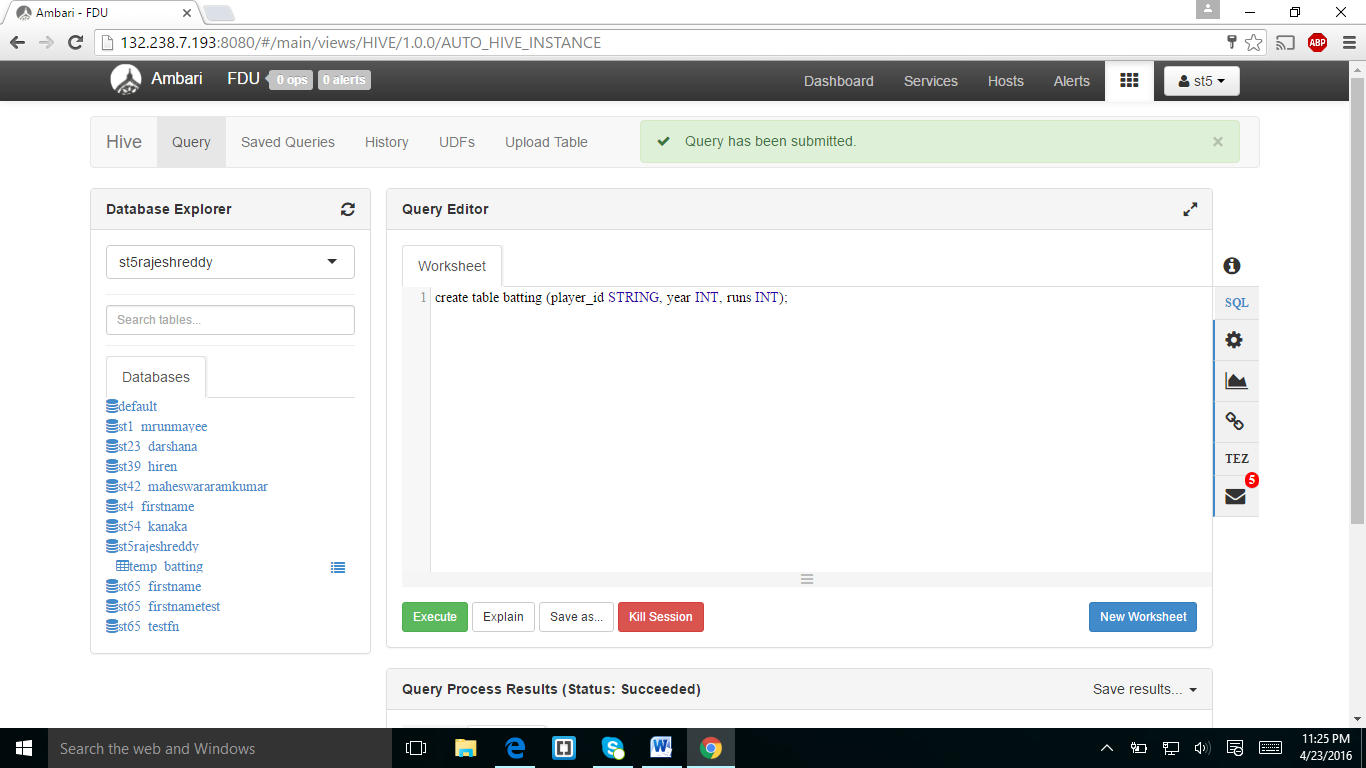 Ambari - FDU
132.238.7.193:8080/#/main/views/HIVE/1.0.0/AUTO_HIVE_INSTANCE
ABP
Ambari FDU 0 ops 0 alerts Dashboard Services Hosts Alerts st5
Hive Query Saved Queries History UDFs Upload Table Query has been submitted.
Database Explorer
st5rajeshreddy
Search tables...
Databases
default
st1_mrunmayee
st23_darshana
st39_hiren
st42_maheswararamkumar
st4_firstname
st54_kanaka
st5rajeshreddy
temp_batting
st65_firstname
st65_firstnametest
st65_testfn
Query Editor
Worksheet
1 create table batting (player_id STRING, year INT, runs INT);
SQL
TEZ
5
Execute Explain Save as... Kill Session New Worksheet
Query Process Results (Status: Succeeded) Save results...
Search the web and Windows
11:25 PM
4/23/2016